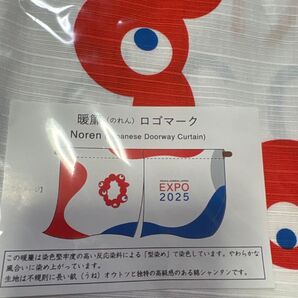 暖簾（のれん）ロゴマーク
Noren (Japanese Doorway Curtain)
EXPO
2025
この暖簾は染色堅牢度の高い反応染料による「型染め」で染色しています。やわらかな
風合いに染め上がっています。
生地は不規則に長い畝（うね）オウトツと独特の高級感のある綿シャンタンです。